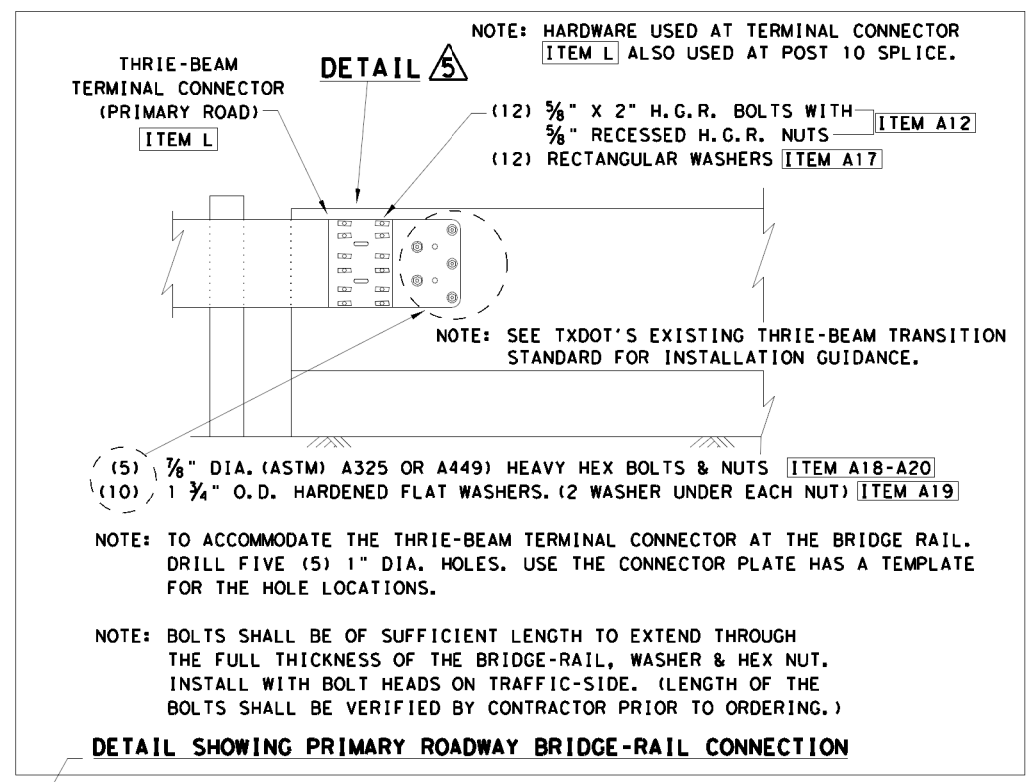 NOTE: HARDWARE USED AT TERMINAL CONNECTOR
ITEM L ALSO USED AT POST 10 SPLICE.
THRIE-BEAM
TERMINAL CONNECTOR
(PRIMARY ROAD)
ITEM L
DETAIL 5
(12) ⅝" X 2" H.G.R. BOLTS WITH
⅝" RECESSED H.G.R. NUTS
ITEM A12
(12) RECTANGULAR WASHERS ITEM A17
NOTE: SEE TXDOT'S EXISTING THRIE-BEAM TRANSITION
STANDARD FOR INSTALLATION GUIDANCE.
(5) ⅞" DIA. (ASTM) A325 OR A449) HEAVY HEX BOLTS & NUTS ITEM A18-A20
(10) 1 ¾" O.D. HARDENED FLAT WASHERS. (2 WASHER UNDER EACH NUT) ITEM A19
NOTE: TO ACCOMMODATE THE THRIE-BEAM TERMINAL CONNECTOR AT THE BRIDGE RAIL.
DRILL FIVE (5) 1" DIA. HOLES. USE THE CONNECTOR PLATE HAS A TEMPLATE
FOR THE HOLE LOCATIONS.
NOTE: BOLTS SHALL BE OF SUFFICIENT LENGTH TO EXTEND THROUGH
THE FULL THICKNESS OF THE BRIDGE-RAIL, WASHER & HEX NUT.
INSTALL WITH BOLT HEADS ON TRAFFIC-SIDE. (LENGTH OF THE
BOLTS SHALL BE VERIFIED BY CONTRACTOR PRIOR TO ORDERING.)
DETAIL SHOWING PRIMARY ROADWAY BRIDGE-RAIL CONNECTION